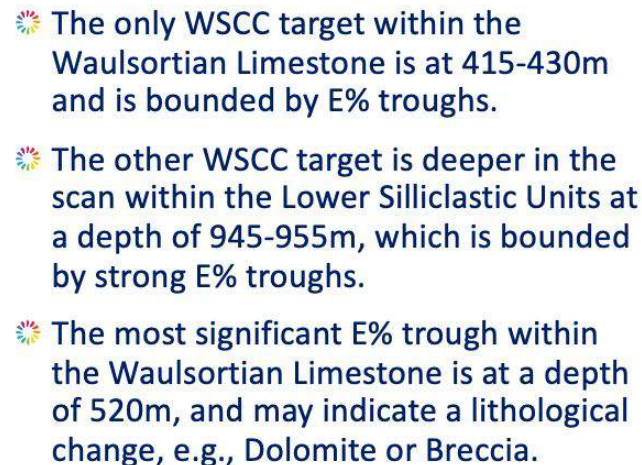 The only WSCC target within the
Waulsortian Limestone is at 415-430m
and is bounded by E% troughs.
The other WSCC target is deeper in the
scan within the Lower Silliclastic Units at
a depth of 945-955m, which is bounded
by strong E% troughs.
The most significant E% trough within
the Waulsortian Limestone is at a depth
of 520m, and may indicate a lithological
change, e.g., Dolomite or Breccia.